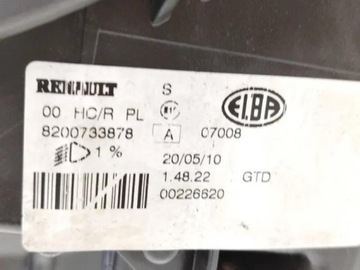 RENAULT S
00 HC/R PL ELBA
8200733878 A 07008
1 % 20/05/10
1.48.22 GTD
00226620